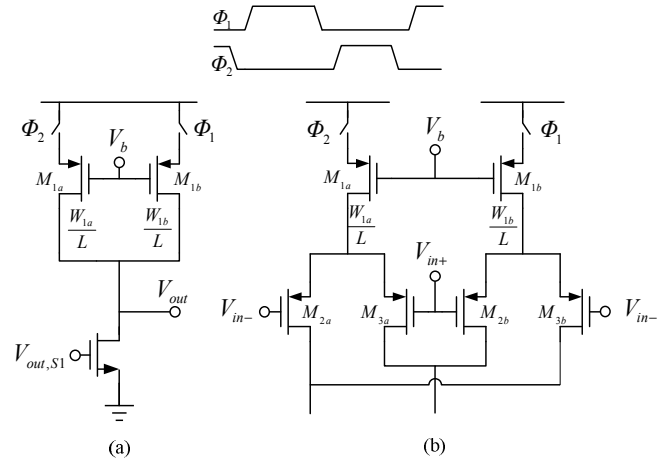 Φ1
Φ2
Φ2
Vb
Φ1
M1a
M1b
W1a/L
W1b/L
Vout
Vout,S1
(a)
Φ2
Vb
Φ1
M1a
M1b
W1a/L
W1b/L
Vin+
Vin−
M2a
M3a
M2b
M3b
Vin−
(b)